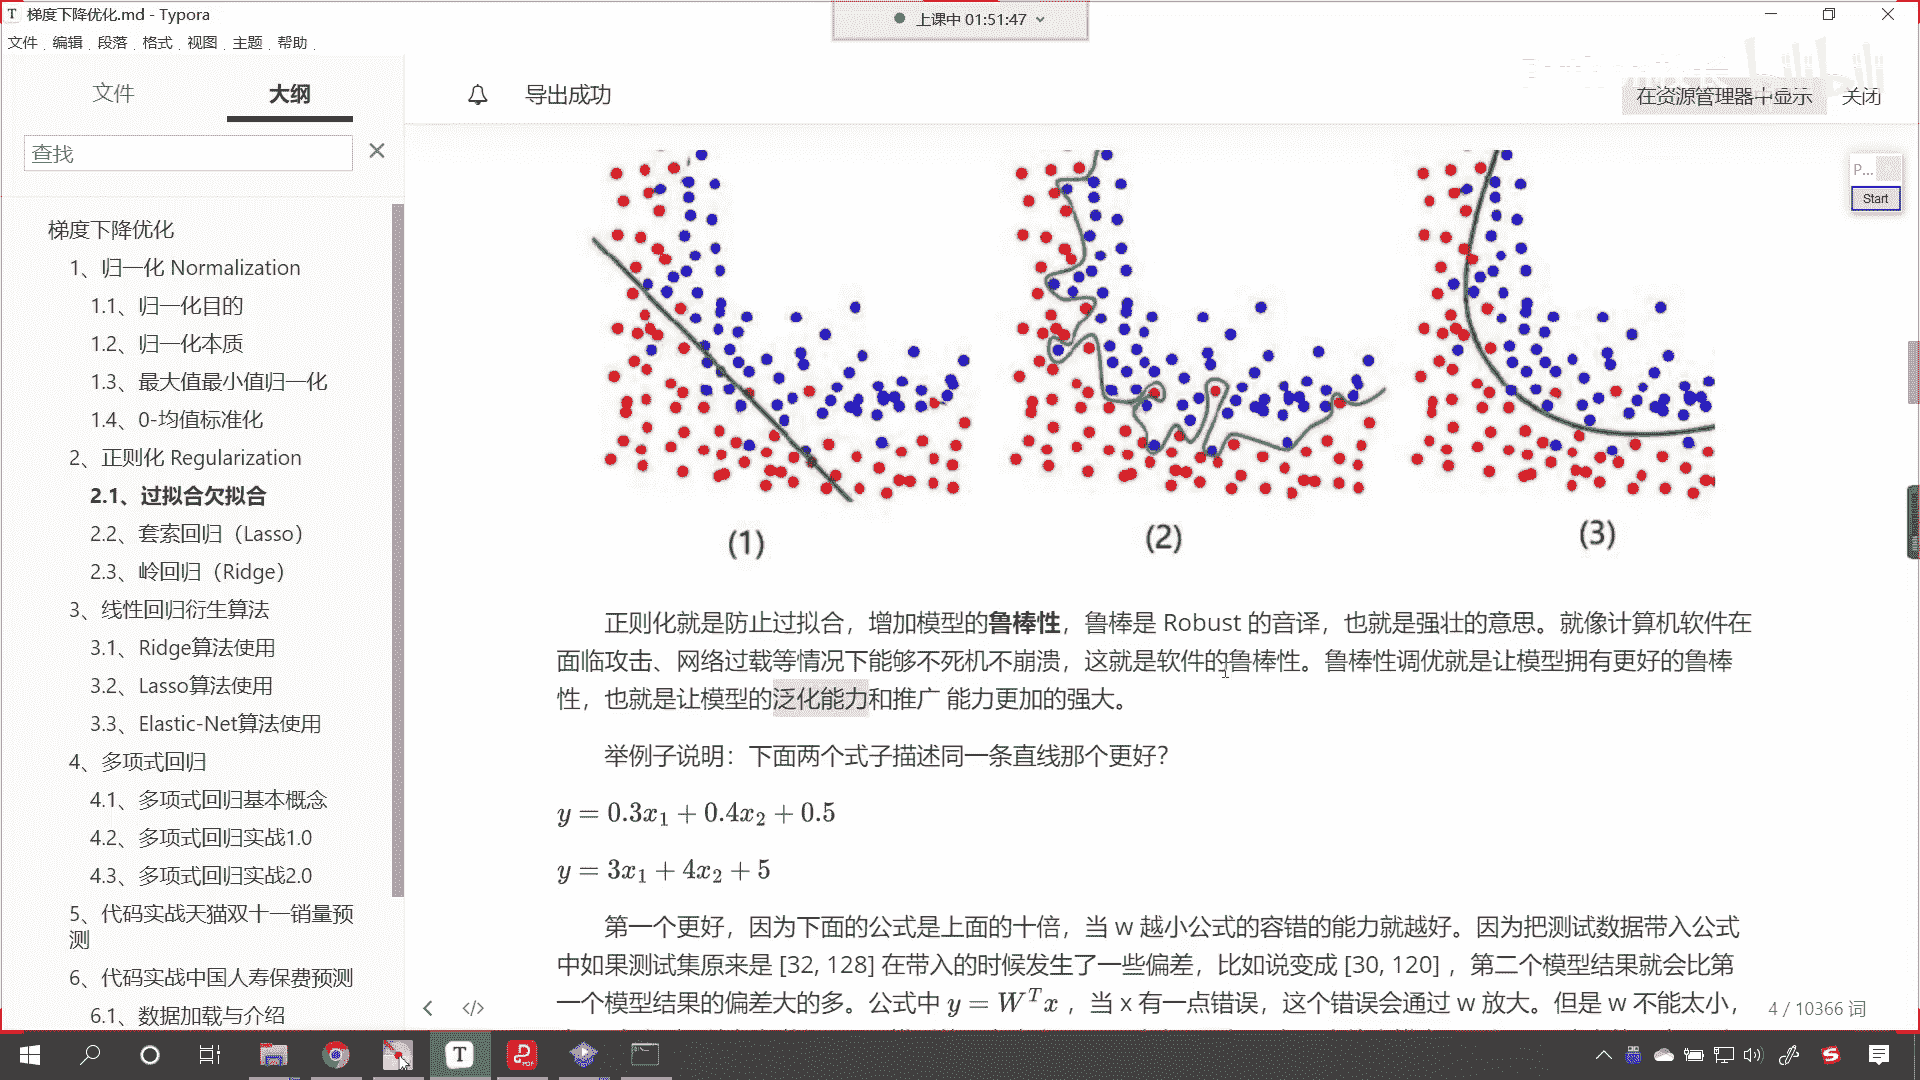 梯度下降优化.md - Typora
上课中 01:51:47
文件 编辑 段落 格式 视图 主题 帮助
文件
大纲
查找
梯度下降优化
1、归一化 Normalization
1.1、归一化目的
1.2、归一化本质
1.3、最大值最小值归一化
1.4、0-均值标准化
2、正则化 Regularization
2.1、过拟合欠拟合
2.2、套索回归（Lasso）
2.3、岭回归（Ridge）
3、线性回归衍生算法
3.1、Ridge算法使用
3.2、Lasso算法使用
3.3、Elastic-Net算法使用
4、多项式回归
4.1、多项式回归基本概念
4.2、多项式回归实战1.0
4.3、多项式回归实战2.0
5、代码实战天猫双十一销量预
测
6、代码实战中国人寿保费预测
6.1、数据加载与介绍
导出成功
在资源管理器中显示
关闭
P...
Start
(1)
(2)
(3)
正则化就是防止过拟合，增加模型的鲁棒性，鲁棒是 Robust 的音译，也就是强壮的意思。就像计算机软件在
面临攻击、网络过载等情况下能够不死机不崩溃，这就是软件的鲁棒性。鲁棒性调优就是让模型拥有更好的鲁棒
性，也就是让模型的泛化能力和推广 能力更加的强大。
举例子说明：下面两个式子描述同一条直线那个更好？
y = 0.3x₁ + 0.4x₂ + 0.5
y = 3x₁ + 4x₂ + 5
第一个更好，因为下面的公式是上面的十倍，当 w 越小公式的容错的能力就越好。因为把测试数据带入公式
中如果测试集原来是 [32, 128] 在带入的时候发生了一些偏差，比如说变成 [30, 120] ，第二个模型结果就会比第
一个模型结果的偏差大的多。公式中 y = Wᵀx ，当 x 有一点错误，这个错误会通过 w 放大。但是 w 不能太小，
4 / 10366 词